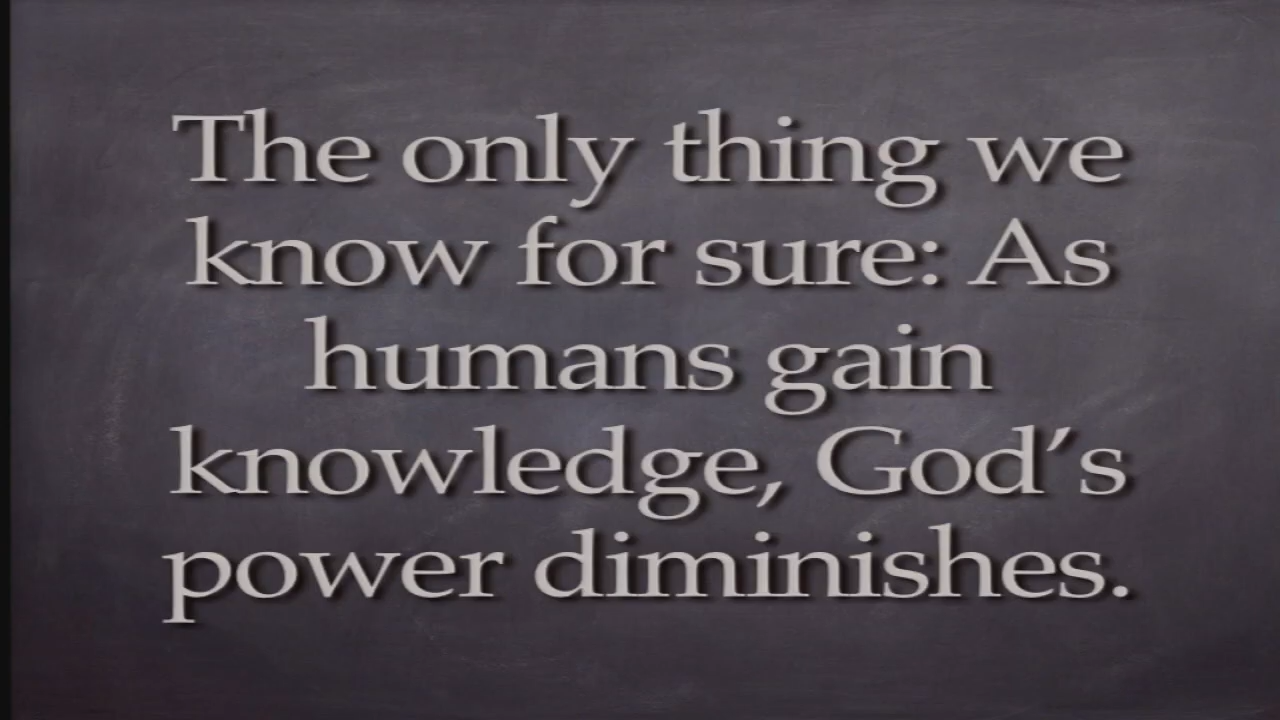 The only thing we
know for sure: As
humans gain
knowledge, God’s
power diminishes.